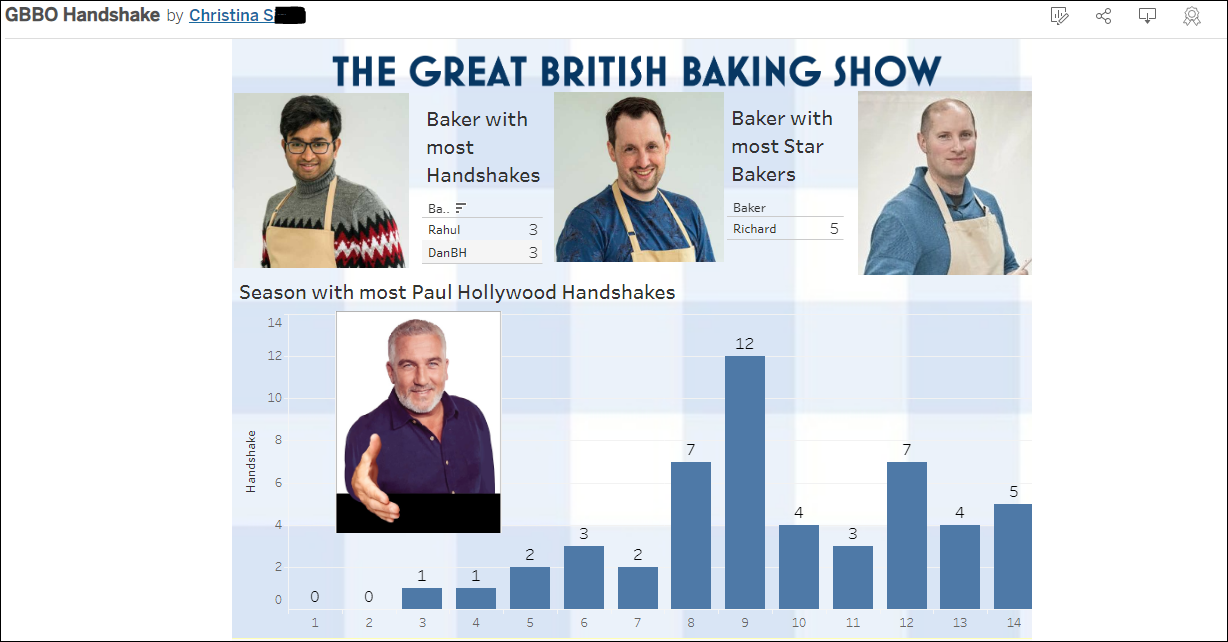 GBBO Handshake by Christina S
THE GREAT BRITISH BAKING SHOW
Baker with
most
Handshakes
Ba..
Rahul 3
DanBH 3
Baker with
most Star
Bakers
Baker
Richard 5
Season with most Paul Hollywood Handshakes
Handshake
14
12
10
8
6
4
2
0
0
0
1
1
2
3
2
7
12
4
3
7
4
5
1 2 3 4 5 6 7 8 9 10 11 12 13 14